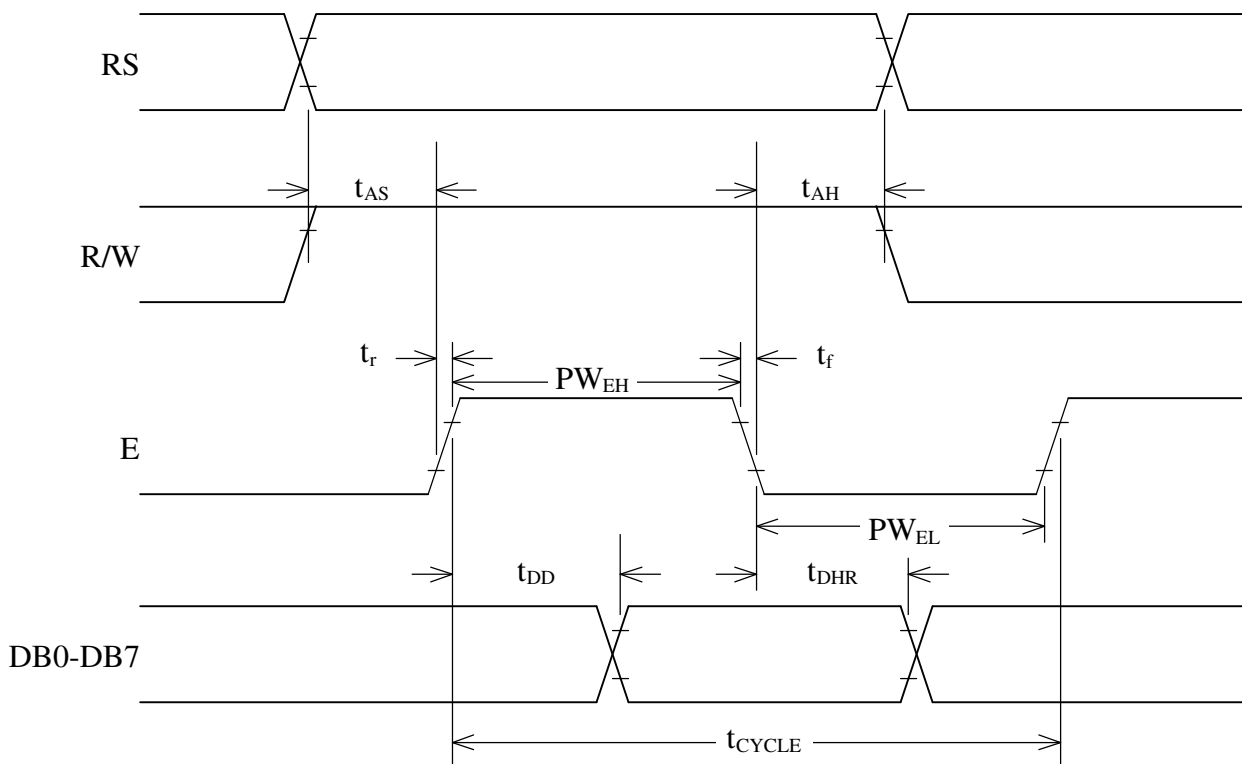 RS
tAS
tAH
R/W
tr
PWEH
tf
E
PWEL
tDD
tDHR
DB0-DB7
tCYCLE